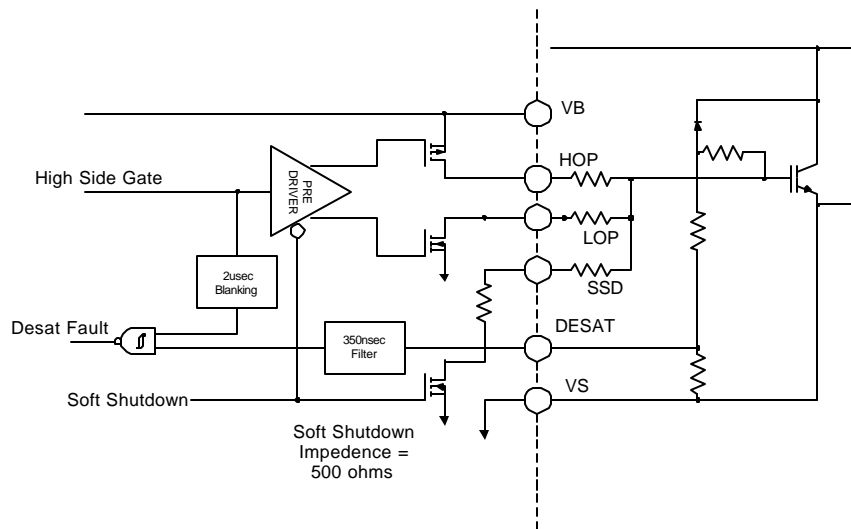 VB
HOP
High Side Gate
PRE
DRIVER
LOP
2usec
Blanking
SSD
Desat Fault
DESAT
350nsec
Filter
VS
Soft Shutdown
Soft Shutdown
Impedence =
500 ohms